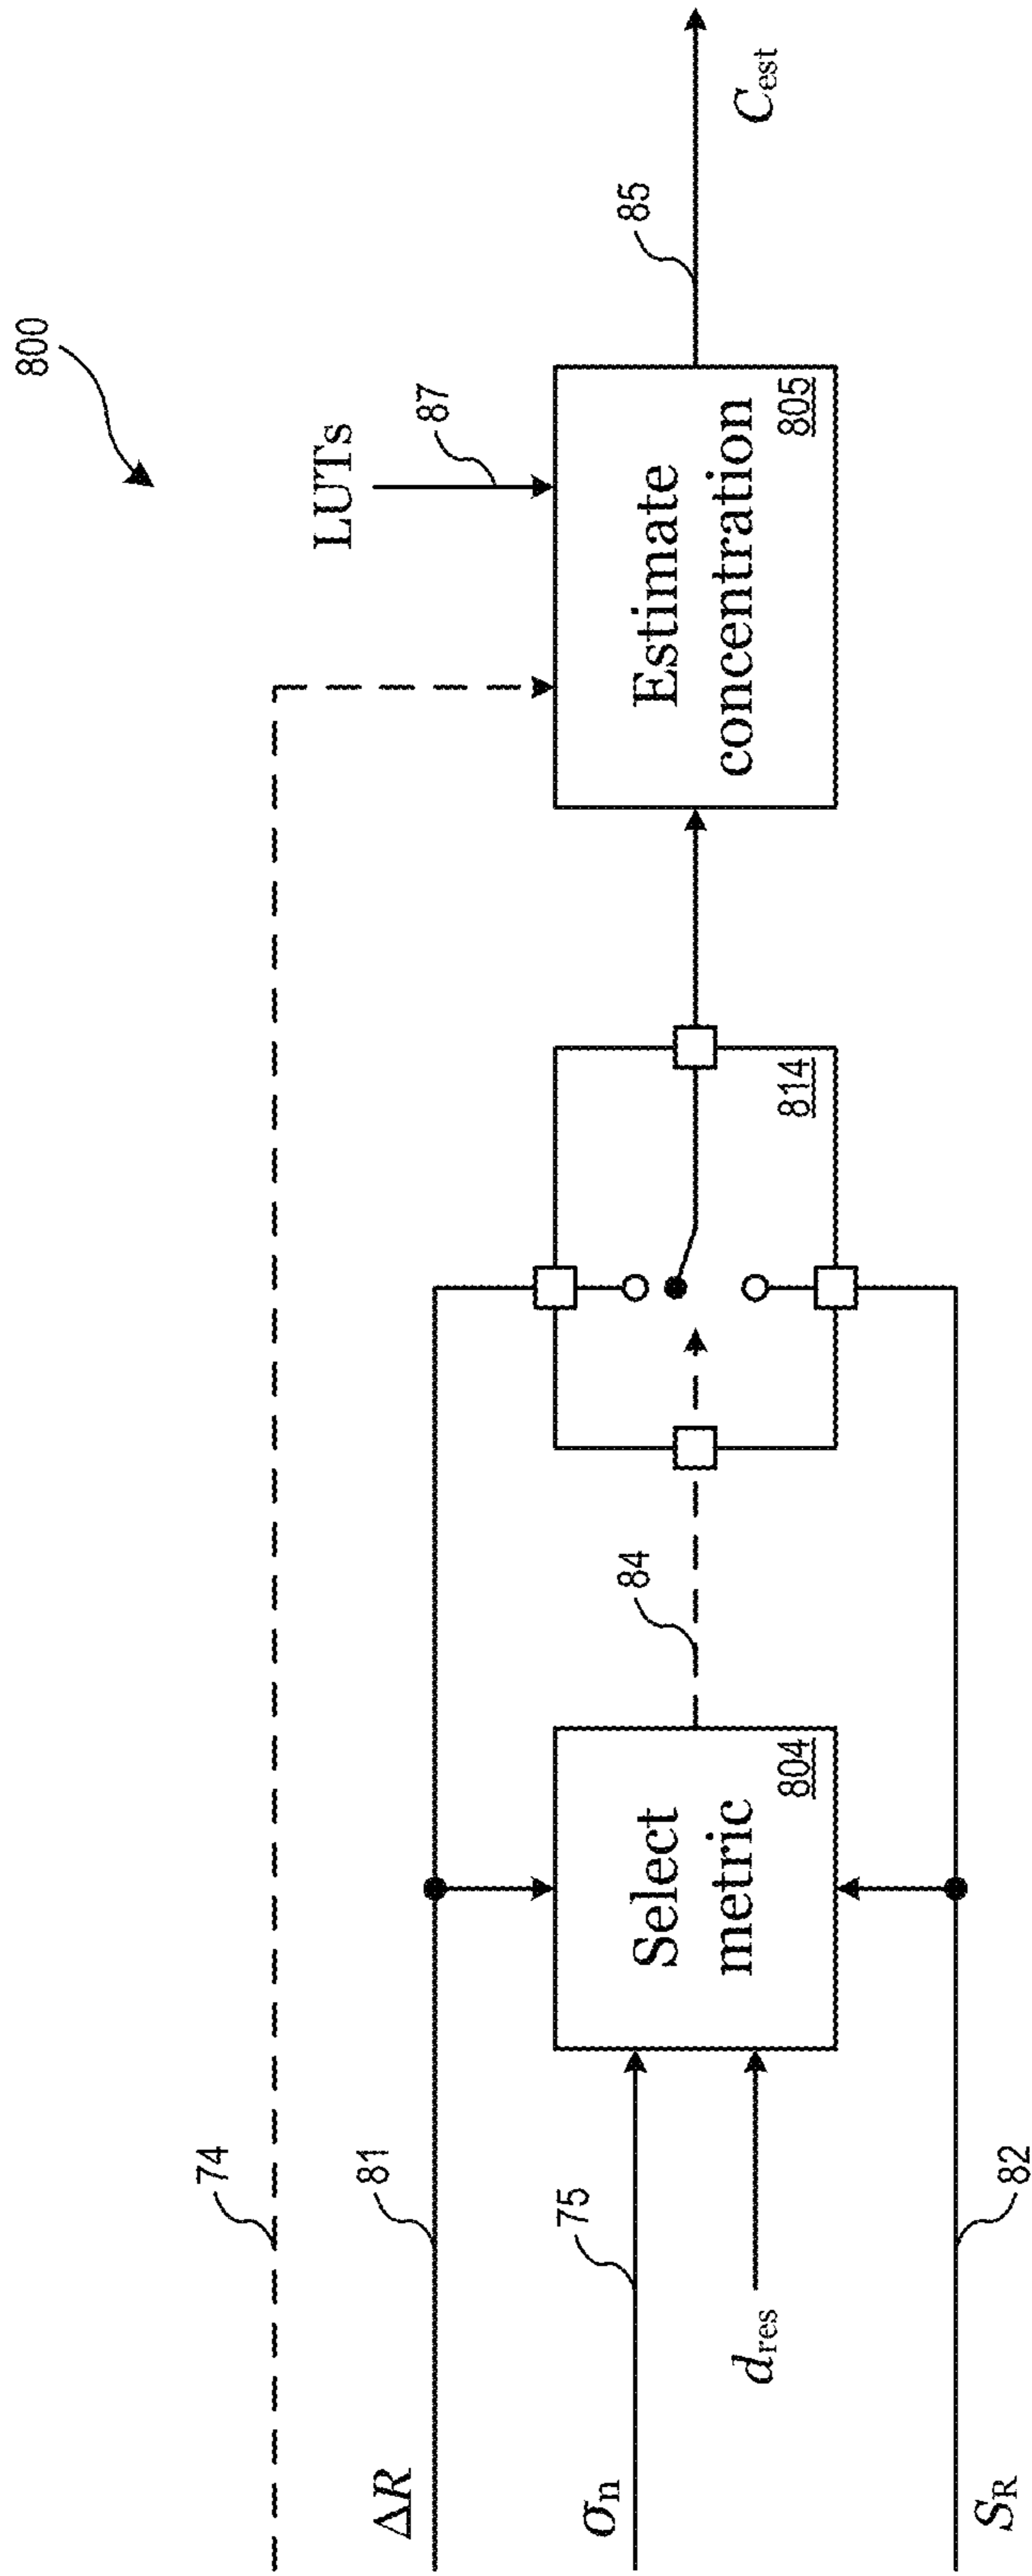 800
74
LUTs
87
ΔR
81
σn
75
Select
metric
804
84
814
Estimate
concentration
805
85
Cest
dres
SR
82